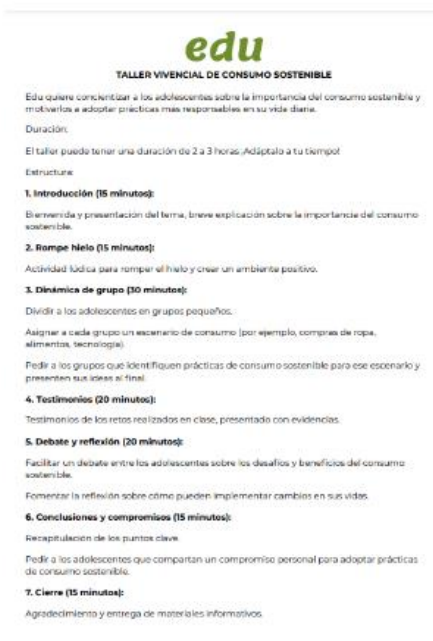 edu
TALLER VIVENCIAL DE CONSUMO SOSTENIBLE
Edu quiere concientizar a los adolescentes sobre la importancia del consumo sostenible y
motivarlos a adoptar prácticas más responsables en su vida diaria.
Duración:
El taller puede tener una duración de 2 a 3 horas ¡Adáptalo a tu tiempo!
Estructura:
1. Introducción (15 minutos):
Bienvenida y presentación del tema, breve explicación sobre la importancia del consumo
sostenible.
2. Rompe hielo (15 minutos):
Actividad lúdica para romper el hielo y crear un ambiente positivo.
3. Dinámica de grupo (30 minutos):
Dividir a los adolescentes en grupos pequeños.
Asignar a cada grupo un escenario de consumo (por ejemplo, compras de ropa,
alimentos, tecnología).
Pedir a los grupos que identifiquen prácticas de consumo sostenible para ese escenario y
presenten sus ideas al final.
4. Testimonios (20 minutos):
Testimonios de los retos realizados en clase, presentado con evidencias.
5. Debate y reflexión (20 minutos):
Facilitar un debate entre los adolescentes sobre los desafíos y beneficios del consumo
sostenible.
Fomentar la reflexión sobre cómo pueden implementar cambios en sus vidas.
6. Conclusiones y compromisos (15 minutos):
Recapitulación de los puntos clave.
Pedir a los adolescentes que compartan un compromiso personal para adoptar prácticas
de consumo sostenible.
7. Cierre (15 minutos):
Agradecimiento y entrega de materiales informativos.